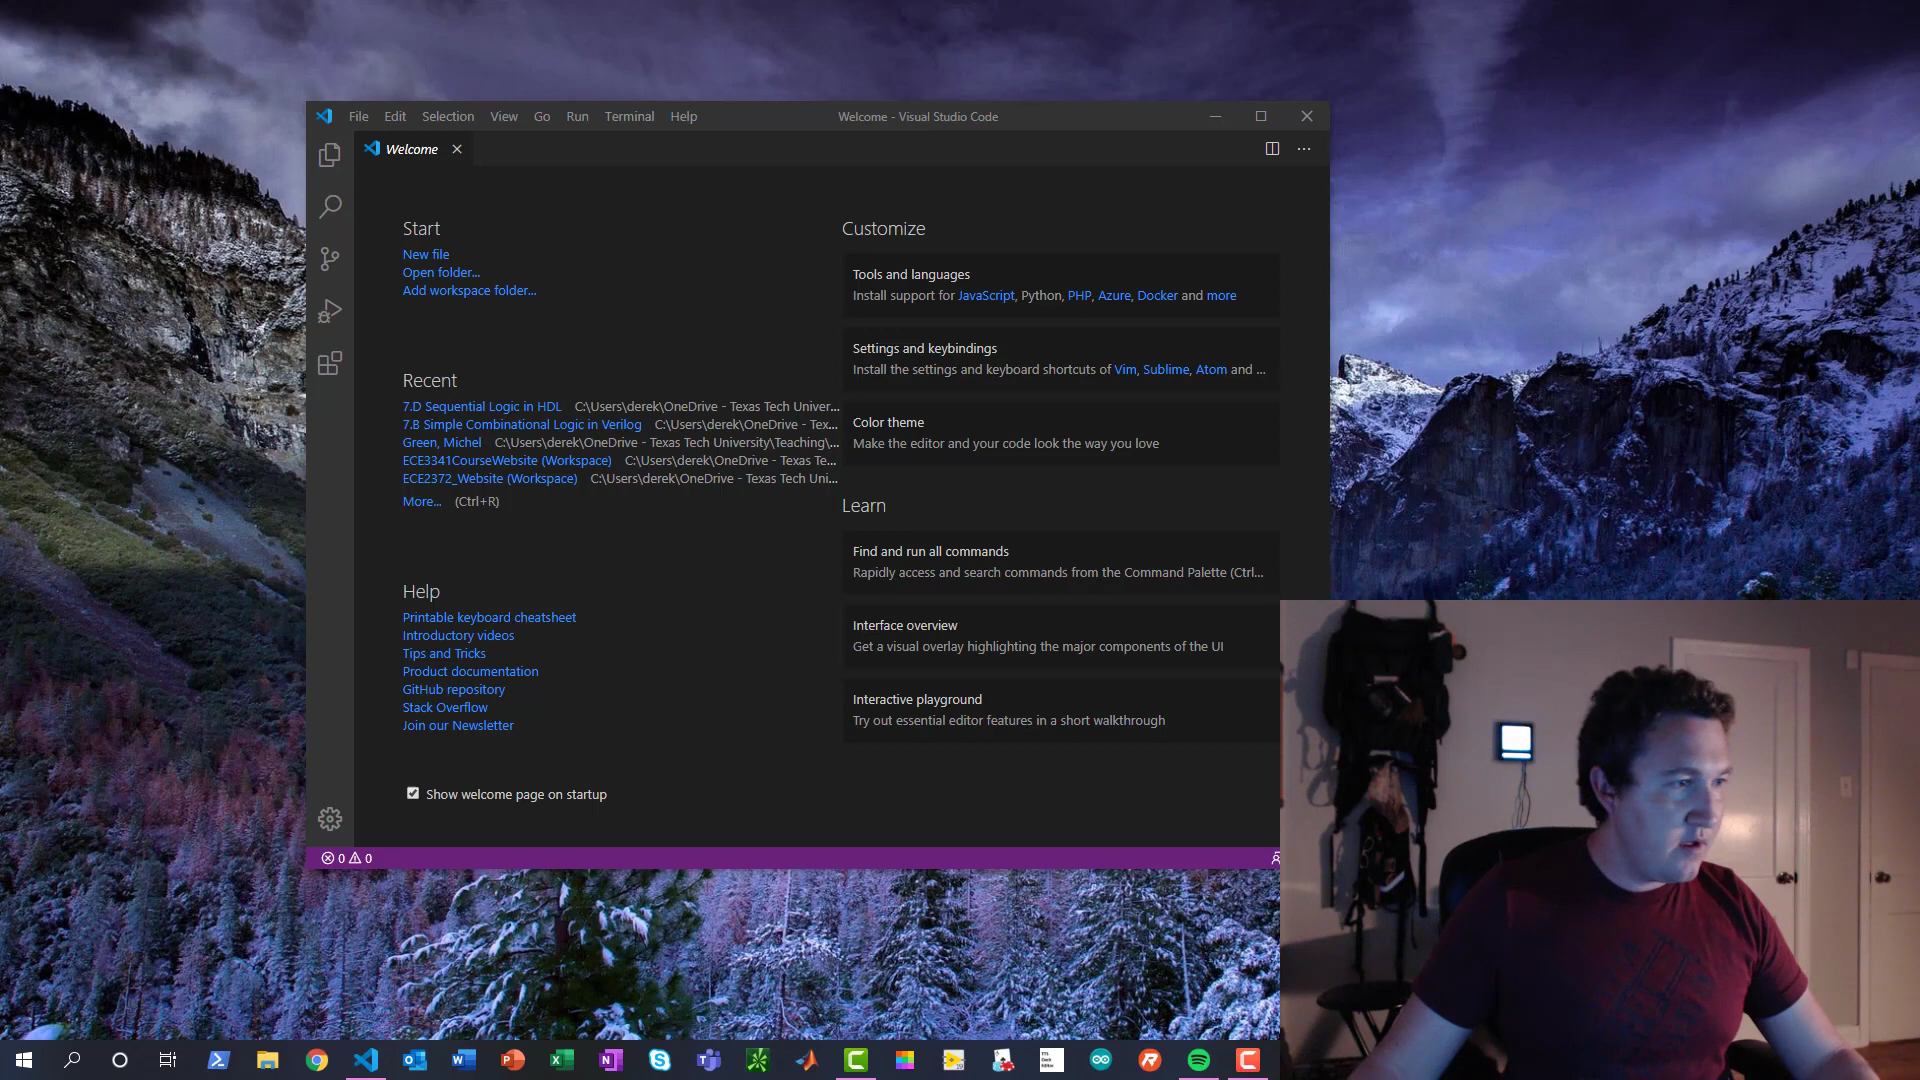 File Edit Selection View Go Run Terminal Help Welcome - Visual Studio Code
Welcome
Start
New file
Open folder...
Add workspace folder...
Recent
7.D Sequential Logic in HDL C:\Users\derek\OneDrive - Texas Tech Univer...
7.B Simple Combinational Logic in Verilog C:\Users\derek\OneDrive - Tex...
Green, Michel C:\Users\derek\OneDrive - Texas Tech University\Teaching\...
ECE3341CourseWebsite (Workspace) C:\Users\derek\OneDrive - Texas Te...
ECE2372_Website (Workspace) C:\Users\derek\OneDrive - Texas Tech Uni...
More... (Ctrl+R)
Help
Printable keyboard cheatsheet
Introductory videos
Tips and Tricks
Product documentation
GitHub repository
Stack Overflow
Join our Newsletter
Show welcome page on startup
Customize
Tools and languages
Install support for JavaScript, Python, PHP, Azure, Docker and more
Settings and keybindings
Install the settings and keyboard shortcuts of Vim, Sublime, Atom and ...
Color theme
Make the editor and your code look the way you love
Learn
Find and run all commands
Rapidly access and search commands from the Command Palette (Ctrl...
Interface overview
Get a visual overlay highlighting the major components of the UI
Interactive playground
Try out essential editor features in a short walkthrough
0 0